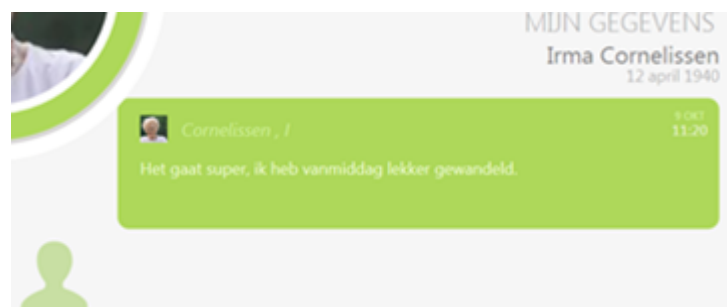 MIJN GEGEVENS
Irma Cornelissen
12 april 1940
Cornelissen , I
9 OKT
11:20
Het gaat super, ik heb vanmiddag lekker gewandeld.